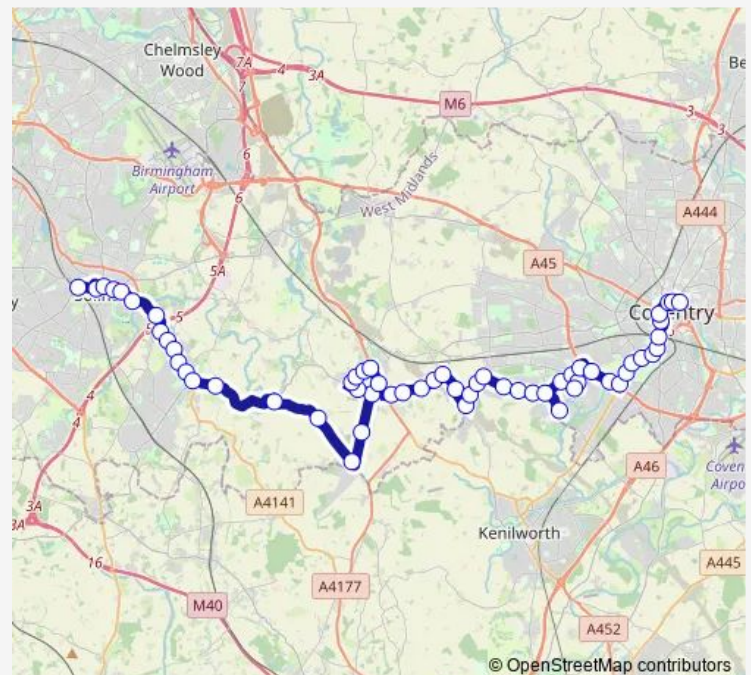 Chelmsley
Wood
7A
4
3A
7
Be
M6
3
3
6
Birmingham
Airport
6
West Midlands
A444
5A
A45
Coventry
5
5
4
4
A46
Coven
Airpo
A4141
3A
3A
Kenilworth
16
A445
A4177
M40
A452
© OpenStreetMap contributors